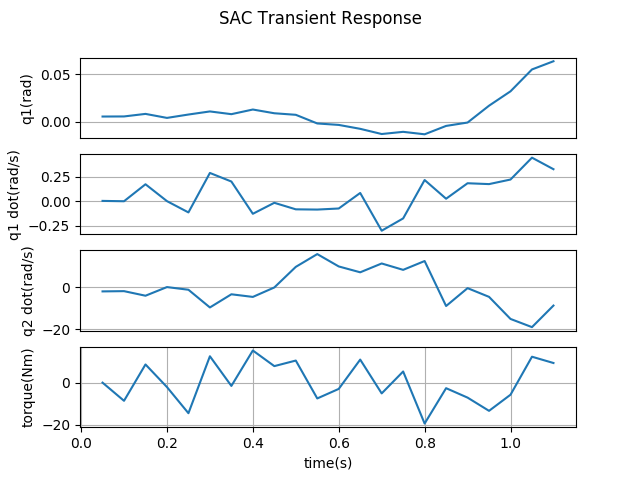 SAC Transient Response
q1(rad)
0.05
0.00
q1 dot(rad/s)
0.25
0.00
−0.25
q2 dot(rad/s)
0
−20
torque(Nm)
0
−20
0.0 0.2 0.4 0.6 0.8 1.0
time(s)